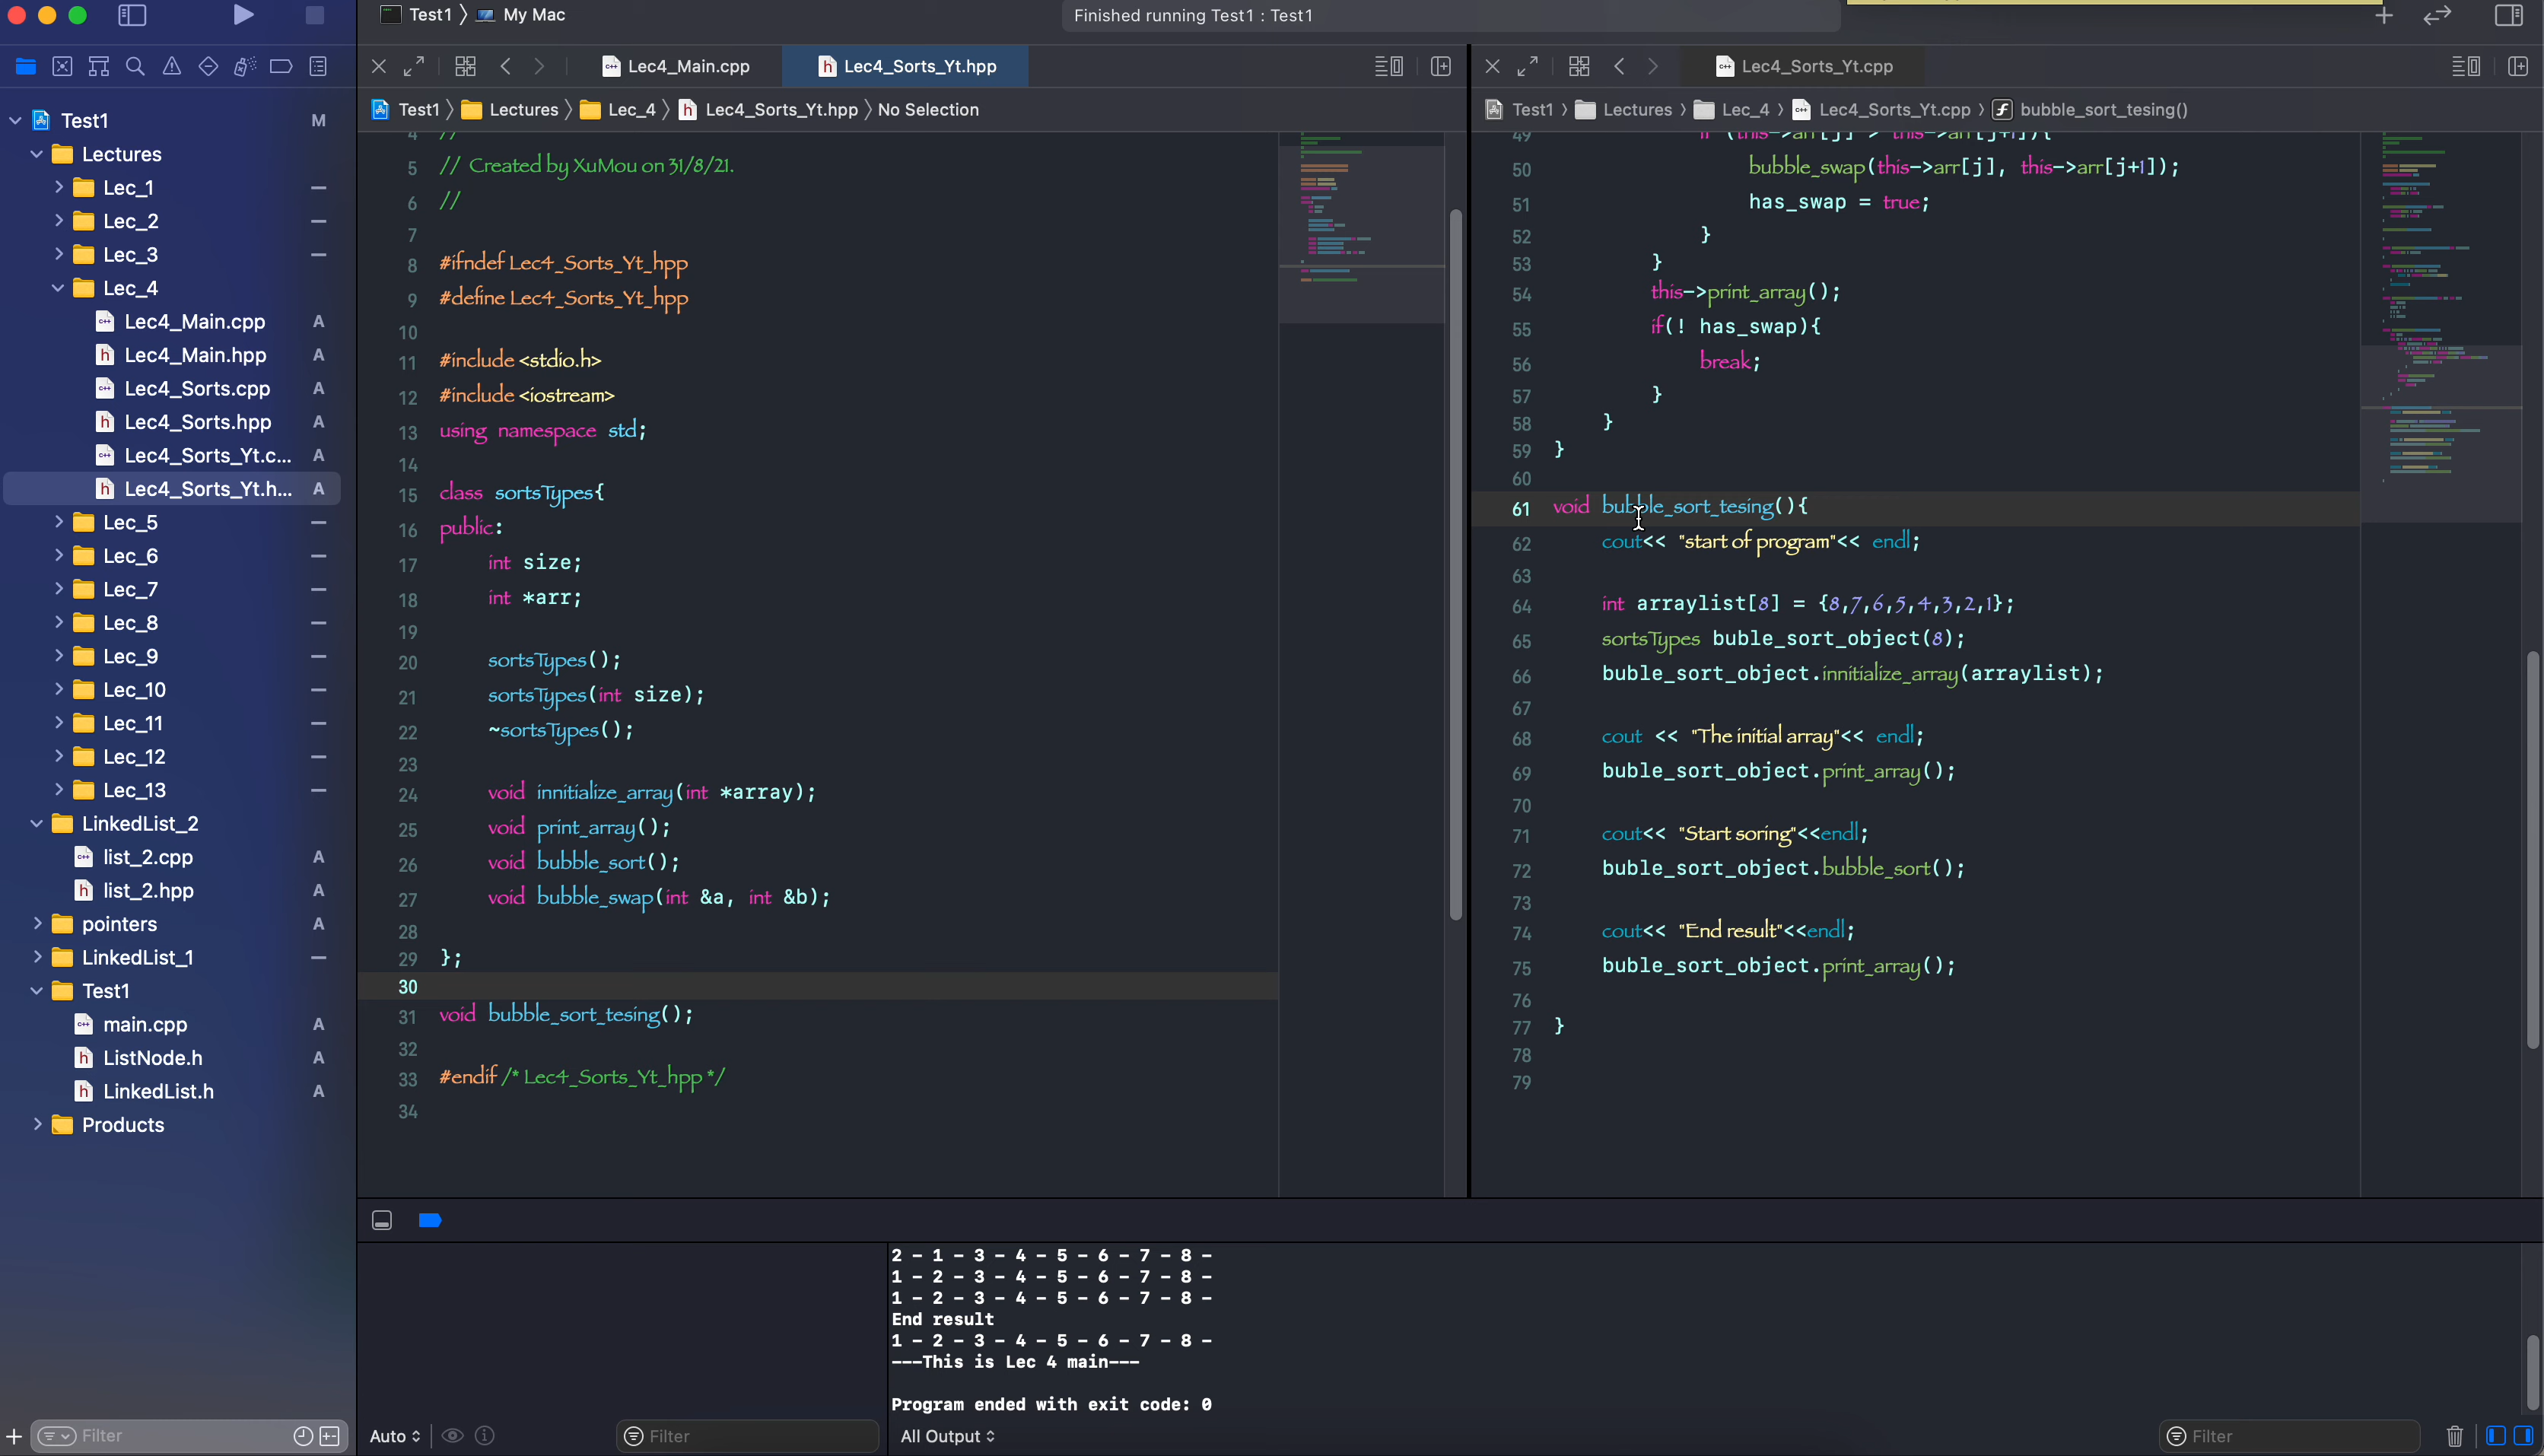 Test1 〉 My Mac
Finished running Test1 : Test1
Test1 M
Lectures
Lec_1
Lec_2
Lec_3
Lec_4
Lec4_Main.cpp A
Lec4_Main.hpp A
Lec4_Sorts.cpp A
Lec4_Sorts.hpp A
Lec4_Sorts_Yt.c... A
Lec4_Sorts_Yt.h... A
Lec_5
Lec_6
Lec_7
Lec_8
Lec_9
Lec_10
Lec_11
Lec_12
Lec_13
LinkedList_2
list_2.cpp A
list_2.hpp A
pointers A
LinkedList_1
Test1
main.cpp A
ListNode.h A
LinkedList.h A
Products
Filter
Lec4_Main.cpp
Lec4_Sorts_Yt.hpp
Test1 〉 Lectures 〉 Lec_4 〉 Lec4_Sorts_Yt.hpp 〉 No Selection
4 //
5 // Created by XuMou on 31/8/21.
6 //
7
8 #ifndef Lec4_Sorts_Yt_hpp
9 #define Lec4_Sorts_Yt_hpp
10
11 #include <stdio.h>
12 #include <iostream>
13 using namespace std;
14
15 class sortsTypes{
16 public:
17 int size;
18 int *arr;
19
20 sortsTypes();
21 sortsTypes(int size);
22 ~sortsTypes();
23
24 void innitialize_array(int *array);
25 void print_array();
26 void bubble_sort();
27 void bubble_swap(int &a, int &b);
28
29 };
30
31 void bubble_sort_tesing();
32
33 #endif /* Lec4_Sorts_Yt_hpp */
34
Lec4_Sorts_Yt.cpp
Test1 〉 Lectures 〉 Lec_4 〉 Lec4_Sorts_Yt.cpp 〉 bubble_sort_tesing()
49 if (this->arr[j] > this->arr[j+1]){
50 bubble_swap(this->arr[j], this->arr[j+1]);
51 has_swap = true;
52 }
53 }
54 this->print_array();
55 if(! has_swap){
56 break;
57 }
58 }
59 }
60
61 void bubble_sort_tesing(){
62 cout<< "start of program"<< endl;
63
64 int arraylist[8] = {8,7,6,5,4,3,2,1};
65 sortsTypes buble_sort_object(8);
66 buble_sort_object.innitialize_array(arraylist);
67
68 cout << "The initial array"<< endl;
69 buble_sort_object.print_array();
70
71 cout<< "Start soring"<<endl;
72 buble_sort_object.bubble_sort();
73
74 cout<< "End result"<<endl;
75 buble_sort_object.print_array();
76
77 }
78
79
2 - 1 - 3 - 4 - 5 - 6 - 7 - 8 -
1 - 2 - 3 - 4 - 5 - 6 - 7 - 8 -
1 - 2 - 3 - 4 - 5 - 6 - 7 - 8 -
End result
1 - 2 - 3 - 4 - 5 - 6 - 7 - 8 -
---This is Lec 4 main---
Program ended with exit code: 0
Auto
Filter
All Output
Filter